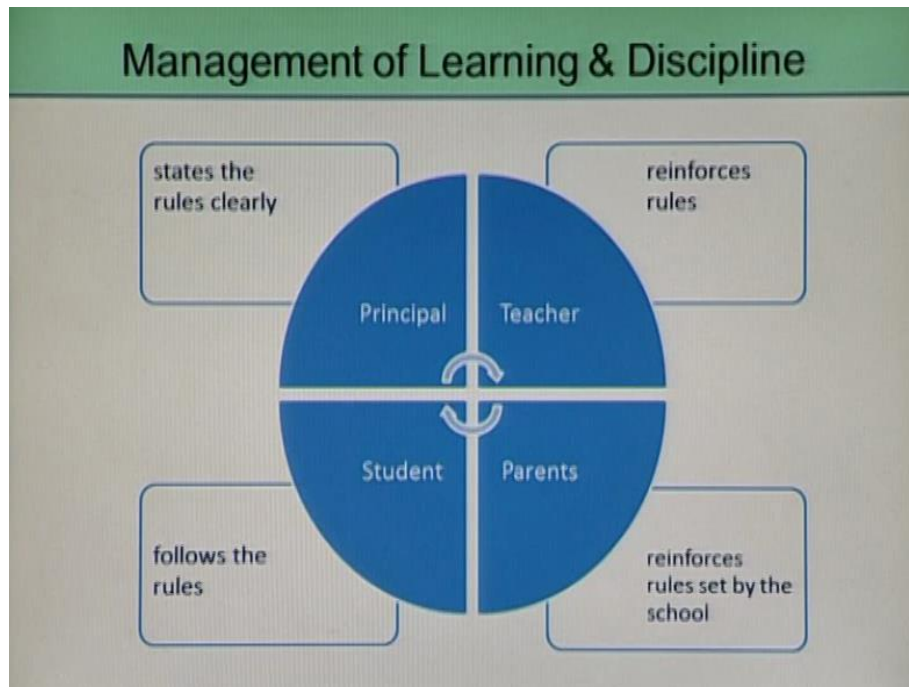 Management of Learning & Discipline
states the
rules clearly
reinforces
rules
Principal
Teacher
Student
Parents
follows the
rules
reinforces
rules set by the
school